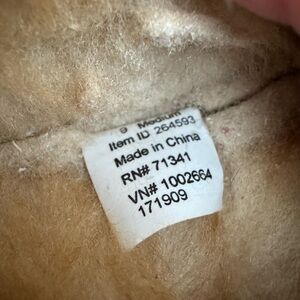 9 Medium
Item ID 264593
Made in China
RN# 71341
VN# 1002664
171909